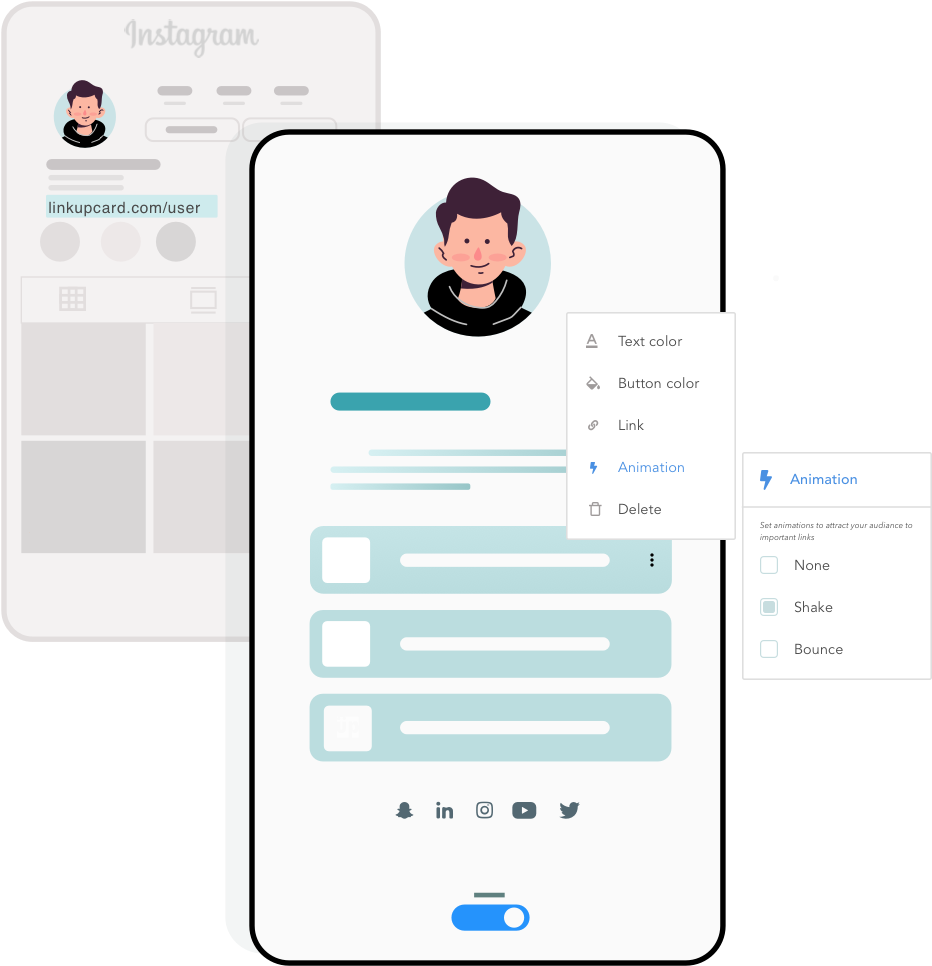 Instagram
linkupcard.com/user
Text color
Button color
Link
Animation
Delete
Animation
Set animations to attract your audience to
important links
None
Shake
Bounce